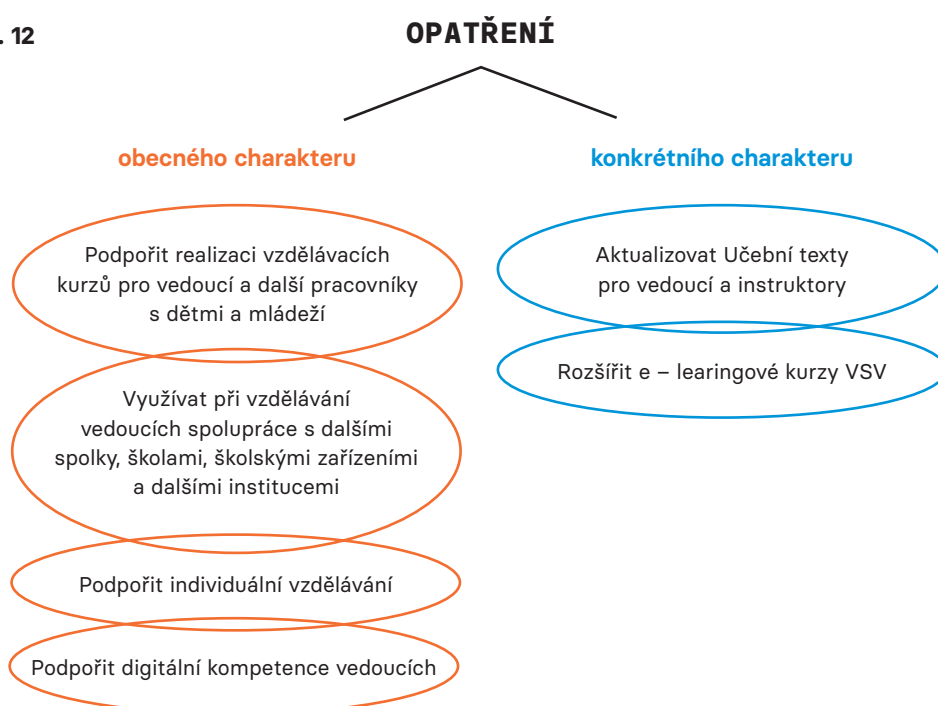 . 12
OPATŘENÍ
obecného charakteru
Podpořit realizaci vzdělávacích
kurzů pro vedoucí a další pracovníky
s dětmi a mládeží
Využívat při vzdělávání
vedoucích spolupráce s dalšími
spolky, školami, školskými zařízeními
a dalšími institucemi
Podpořit individuální vzdělávání
Podpořit digitální kompetence vedoucích
konkrétního charakteru
Aktualizovat Učební texty
pro vedoucí a instruktory
Rozšířit e – learingové kurzy VSV